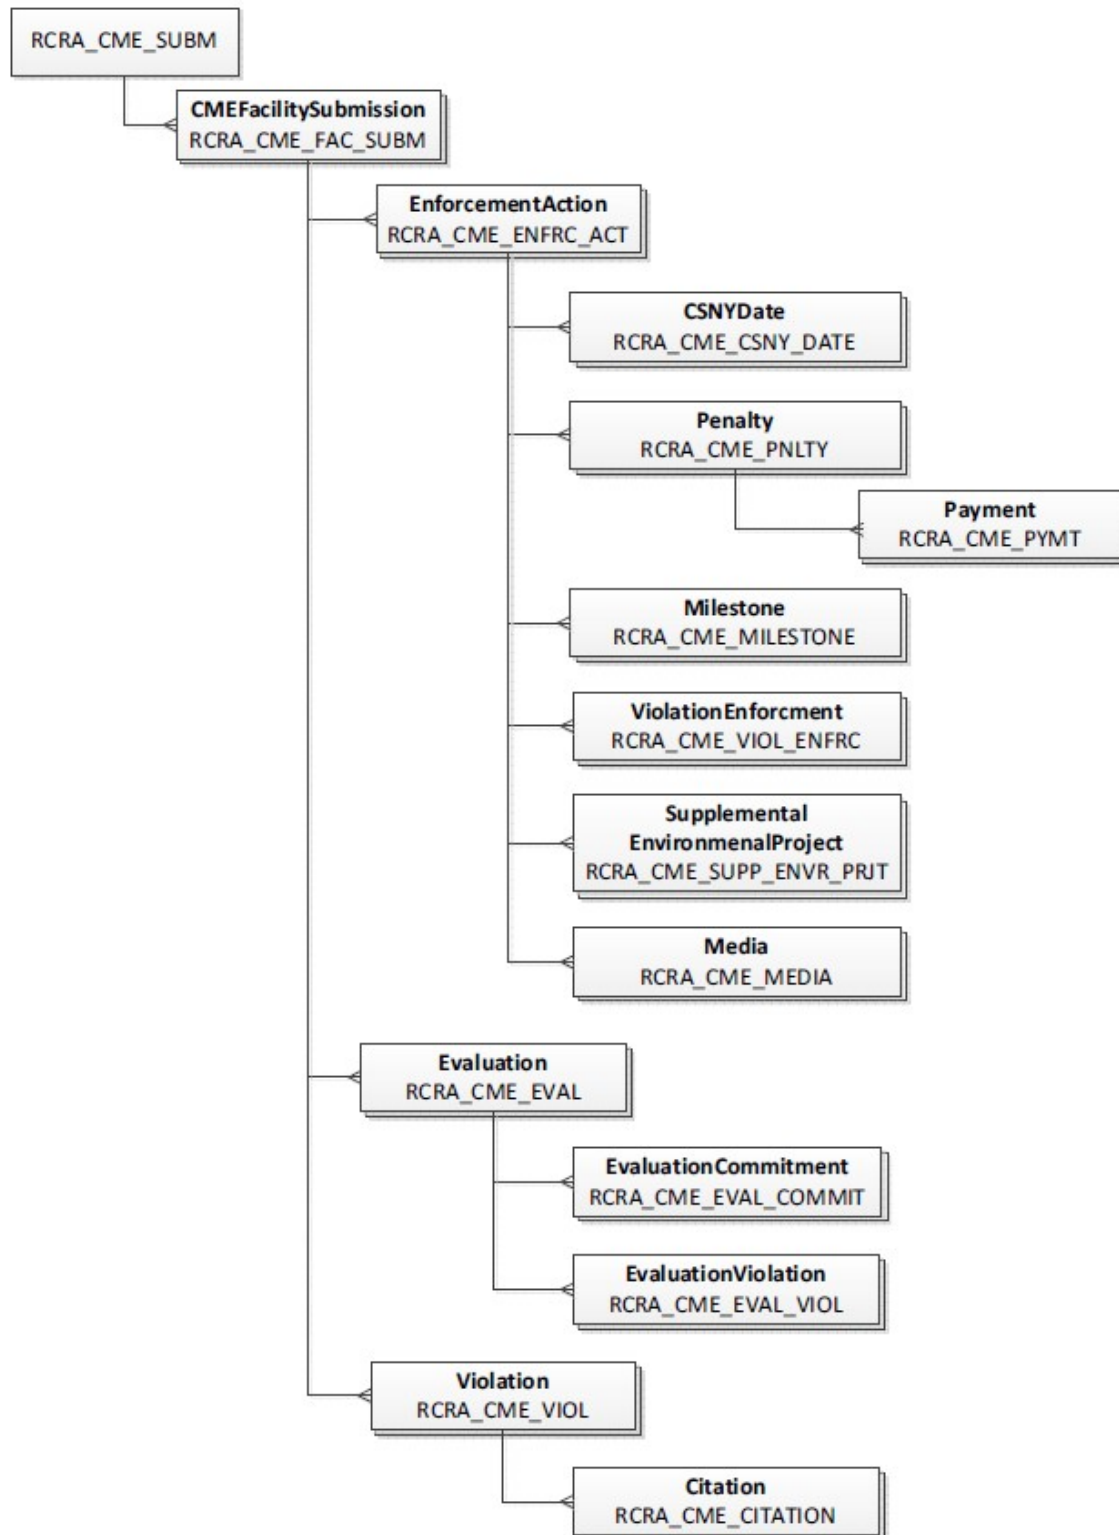 RCRA_CME_SUBM
CMEFacilitySubmission
RCRA_CME_FAC_SUBM
EnforcementAction
RCRA_CME_ENFRC_ACT
CSNYDate
RCRA_CME_CSNY_DATE
Penalty
RCRA_CME_PNLTY
Payment
RCRA_CME_PYMT
Milestone
RCRA_CME_MILESTONE
ViolationEnforcment
RCRA_CME_VIOL_ENFRC
Supplemental
EnvironmenalProject
RCRA_CME_SUPP_ENVR_PRJT
Media
RCRA_CME_MEDIA
Evaluation
RCRA_CME_EVAL
EvaluationCommitment
RCRA_CME_EVAL_COMMIT
EvaluationViolation
RCRA_CME_EVAL_VIOL
Violation
RCRA_CME_VIOL
Citation
RCRA_CME_CITATION